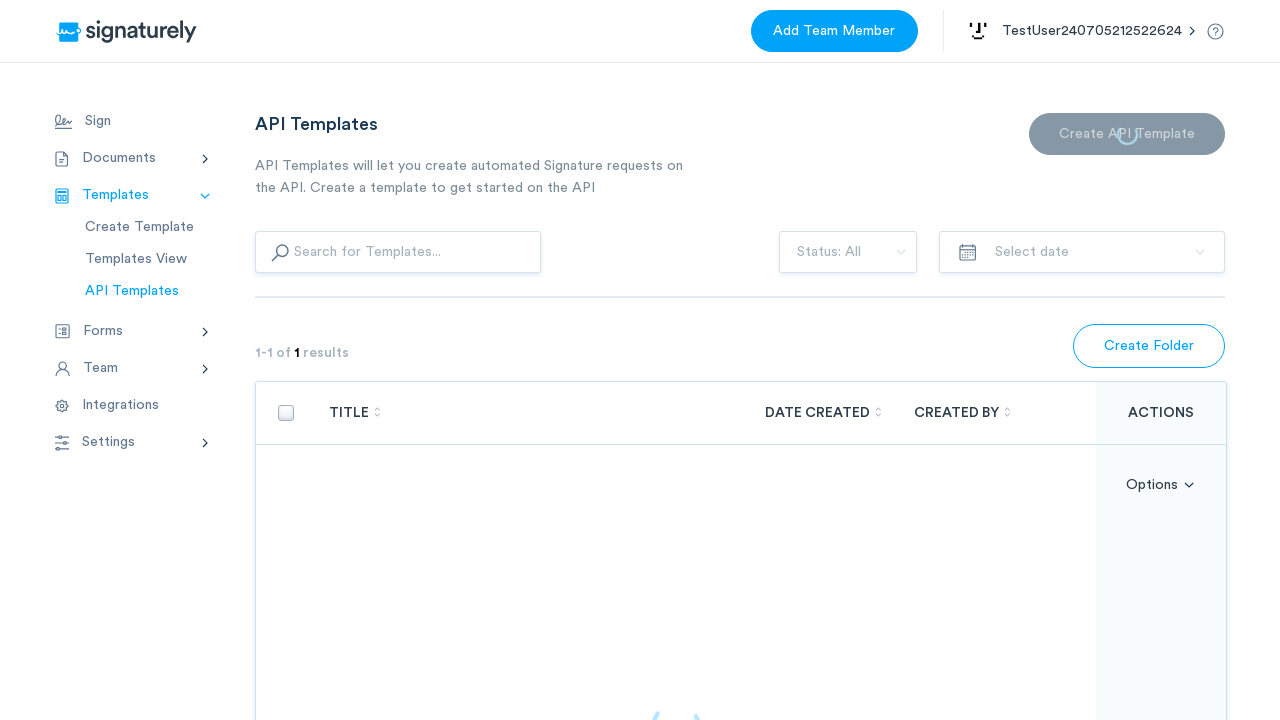 signaturely
Add Team Member
TestUser240705212522624
Sign
Documents
Templates
Create Template
Templates View
API Templates
Forms
Team
Integrations
Settings
API Templates
API Templates will let you create automated Signature requests on
the API. Create a template to get started on the API
Create API Template
Search for Templates...
Status: All
Select date
1-1 of 1 results
Create Folder
TITLE
DATE CREATED
CREATED BY
ACTIONS
Options